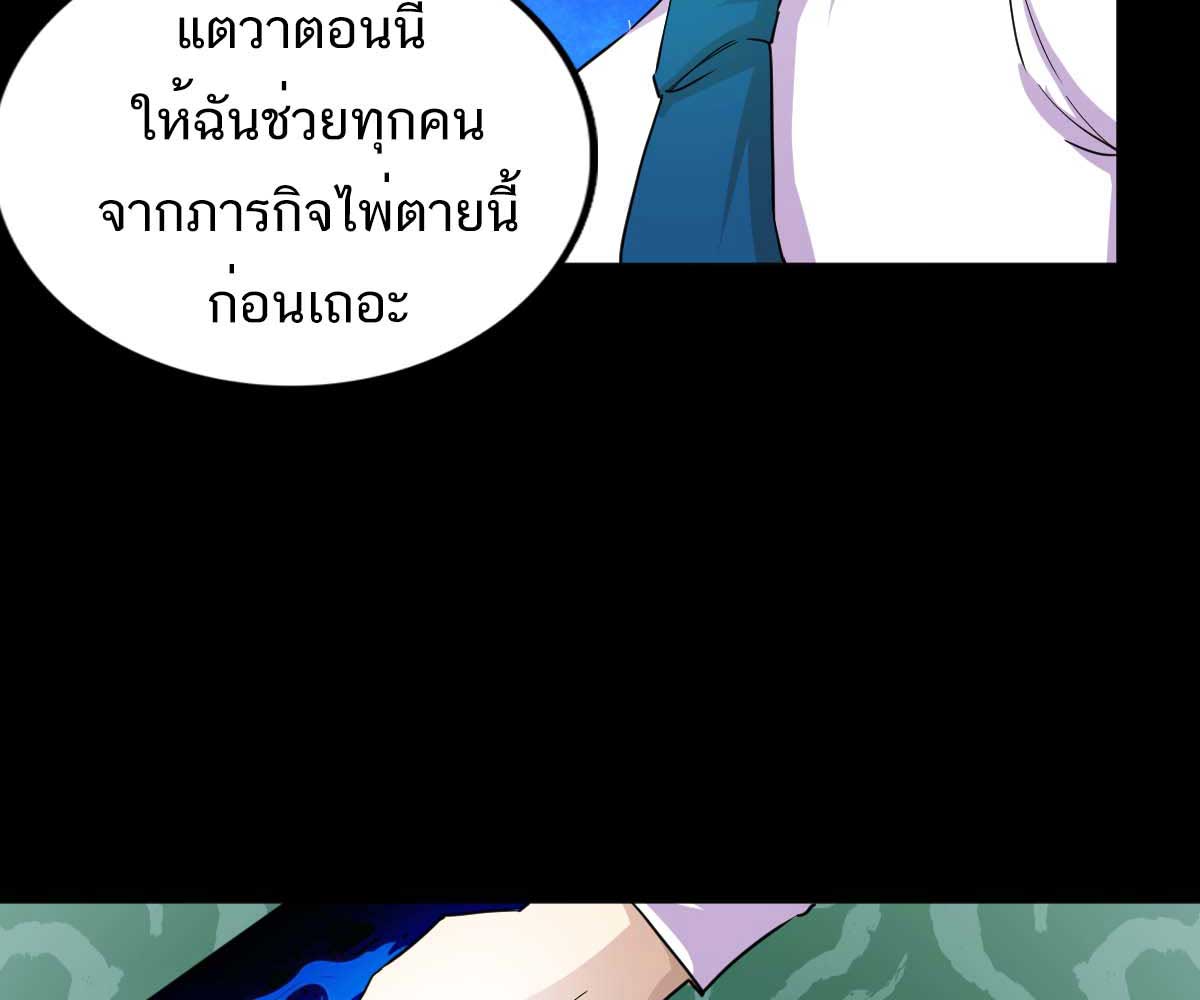 แต่ว่าตอนนี้
ให้ฉันช่วยทุกคน
จากภารกิจไพ่ตายนี้
ก่อนเถอะ